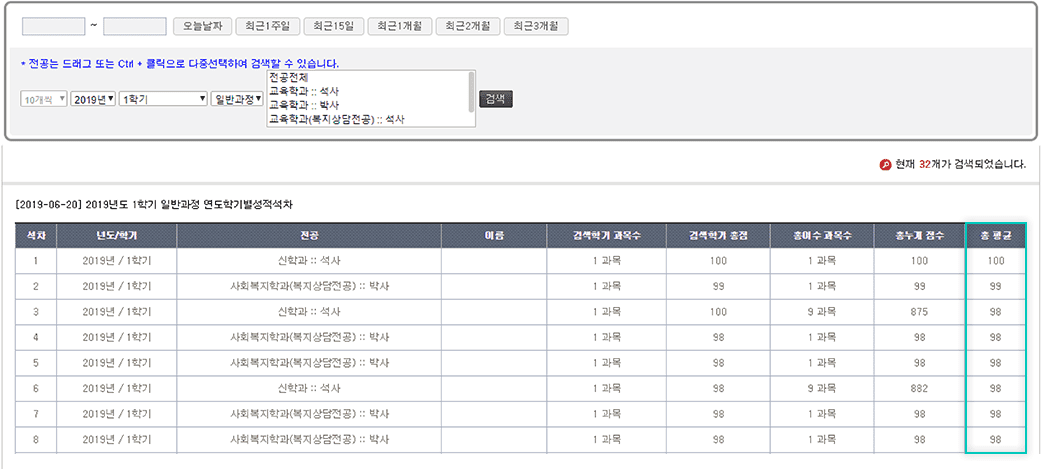 ~ 오늘날짜 최근1주일 최근15일 최근1개월 최근2개월 최근3개월
* 전공는 드래그 또는 Ctrl + 클릭으로 다중선택하여 검색할 수 있습니다.
10개씩 2019년 1학기 일반과정
전공전체
교육학과 :: 석사
교육학과 :: 박사
교육학과(복지상담전공) :: 석사
검색
현재 32개가 검색되었습니다.
[2019-06-20] 2019년도 1학기 일반과정 연도학기별성적석차
석차 년도/학기 전공 이름 검색학기 과목수 검색학기 총점 총이수 과목수 총누계 점수 총 평균
1 2019년 / 1학기 신학과 :: 석사 1 과목 100 1 과목 100 100
2 2019년 / 1학기 사회복지학과(복지상담전공) :: 박사 1 과목 99 1 과목 99 99
3 2019년 / 1학기 신학과 :: 석사 1 과목 100 9 과목 875 98
4 2019년 / 1학기 사회복지학과(복지상담전공) :: 박사 1 과목 98 1 과목 98 98
5 2019년 / 1학기 사회복지학과(복지상담전공) :: 박사 1 과목 98 1 과목 98 98
6 2019년 / 1학기 신학과 :: 석사 1 과목 98 9 과목 882 98
7 2019년 / 1학기 사회복지학과(복지상담전공) :: 박사 1 과목 98 1 과목 98 98
8 2019년 / 1학기 사회복지학과(복지상담전공) :: 박사 1 과목 98 1 과목 98 98